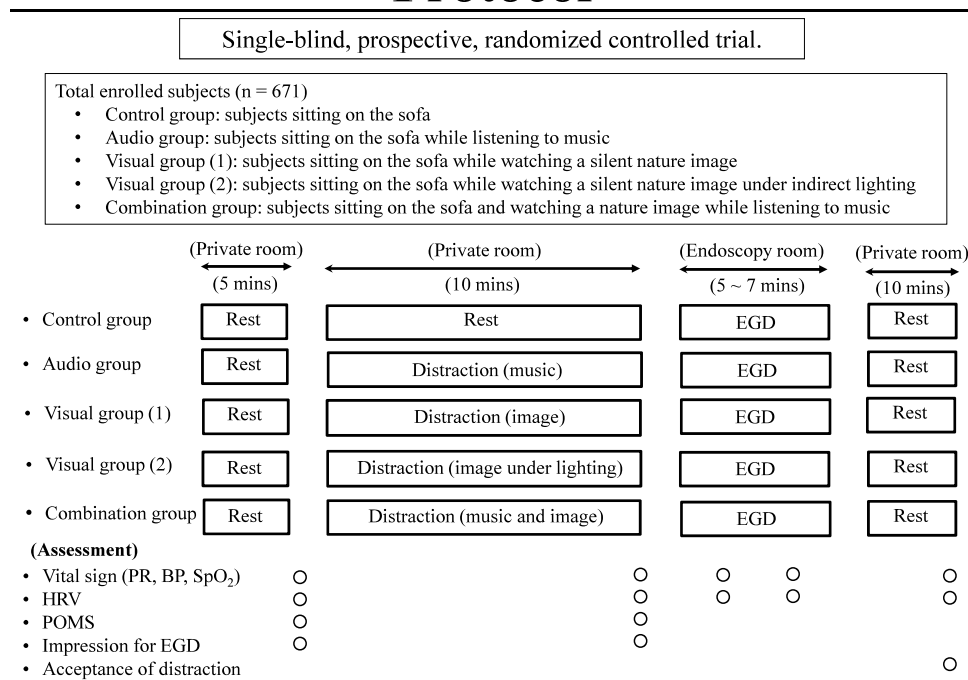 Single-blind, prospective, randomized controlled trial.
Total enrolled subjects (n = 671)
• Control group: subjects sitting on the sofa
• Audio group: subjects sitting on the sofa while listening to music
• Visual group (1): subjects sitting on the sofa while watching a silent nature image
• Visual group (2): subjects sitting on the sofa while watching a silent nature image under indirect lighting
• Combination group: subjects sitting on the sofa and watching a nature image while listening to music
(Private room) (Private room) (Endoscopy room) (Private room)
(5 mins) (10 mins) (5 ~ 7 mins) (10 mins)
• Control group Rest Rest EGD Rest
• Audio group Rest Distraction (music) EGD Rest
• Visual group (1) Rest Distraction (image) EGD Rest
• Visual group (2) Rest Distraction (image under lighting) EGD Rest
• Combination group Rest Distraction (music and image) EGD Rest
(Assessment)
• Vital sign (PR, BP, SpO₂)
• HRV
• POMS
• Impression for EGD
• Acceptance of distraction